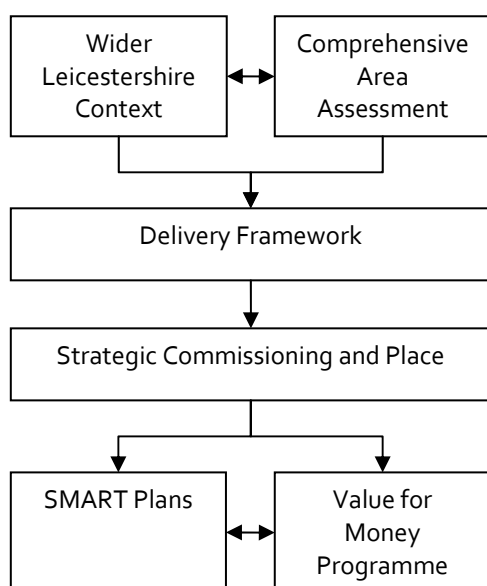 Wider
Leicestershire
Context
Comprehensive
Area
Assessment
Delivery Framework
Strategic Commissioning and Place
SMART Plans
Value for
Money
Programme